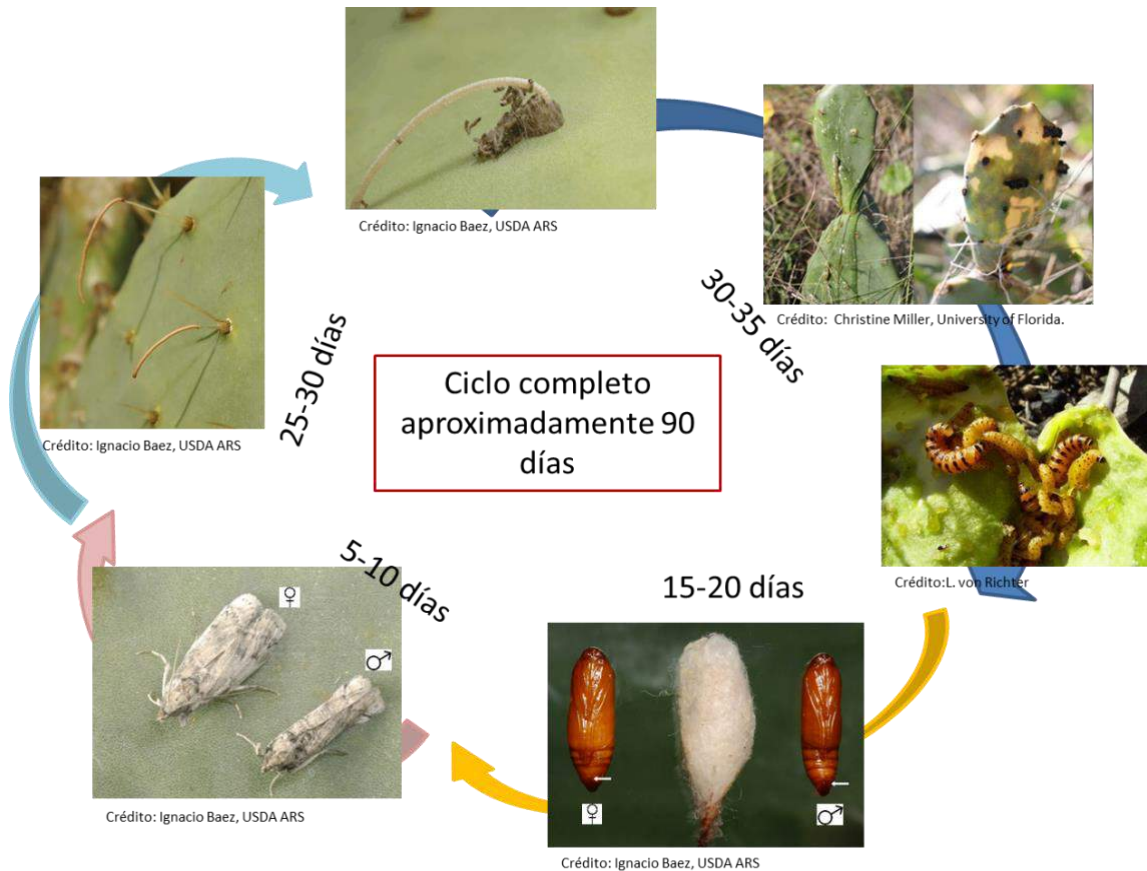 Crédito: Ignacio Baez, USDA ARS
Crédito: Christine Miller, University of Florida.
Crédito: Ignacio Baez, USDA ARS
25-30 días
30-35 días
Ciclo completo
aproximadamente 90
días
Crédito:L. von Richter
5-10 días
15-20 días
♀
♂
Crédito: Ignacio Baez, USDA ARS
♀
♂
Crédito: Ignacio Baez, USDA ARS